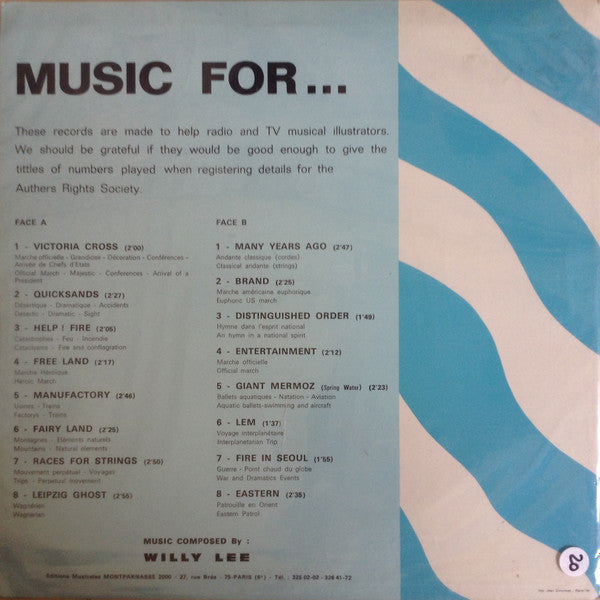 MUSIC FOR...
These records are made to help radio and TV musical illustrators.
We should be grateful if they would be good enough to give the
tittles of numbers played when registering details for the
Authers Rights Society.
FACE A
1 - VICTORIA CROSS (2'00)
Marche officielle - Grandiose - Décoration - Conférences -
Arrivée de Chefs d'Etats
Official March - Majestic - Conferences - Arrival of a
President
2 - QUICKSANDS (2'27)
Désertique - Dramatique - Accidents
Desertic - Dramatic - Sight
3 - HELP ! FIRE (2'05)
Catastrophes - Feu - Incendie
Cataclysms - Fire and conflagration
4 - FREE LAND (2'17)
Marche Héroïque
Heroic March
5 - MANUFACTORY (2'46)
Usines - Trains
Factorys - Trains
6 - FAIRY LAND (2'25)
Montagnes - Eléments naturels
Mountains - Natural elements
7 - RACES FOR STRINGS (2'50)
Mouvement perpétuel - Voyages
Trips - Perpetual movement
8 - LEIPZIG GHOST (2'55)
Wagnérien
Wagnerien
FACE B
1 - MANY YEARS AGO (2'47)
Andante classique (cordes)
Classical andante (strings)
2 - BRAND (2'25)
Marche américaine euphorique
Euphoric US march
3 - DISTINGUISHED ORDER (1'49)
Hymne dans l'esprit national
An hymn in a national spirit
4 - ENTERTAINMENT (2'12)
Marche officielle
Official march
5 - GIANT MERMOZ (Spring Water) (2'23)
Ballets aquatiques - Natation - Aviation
Aquatic ballets-swimming and aircraft
6 - LEM (1'37)
Voyage interplanétaire
Interplanetarian Trip
7 - FIRE IN SEOUL (1'55)
Guerre - Point chaud du globe
War and Dramatics Events
8 - EASTERN (2'35)
Patrouille en Orient
Eastern Patrol
MUSIC COMPOSED By :
WILLY LEE
Editions Musicales MONTPARNASSE 2000 - 27, rue Bréa - 75-PARIS (6e) - Tél. : 325 02-02 - 326 41-72
20